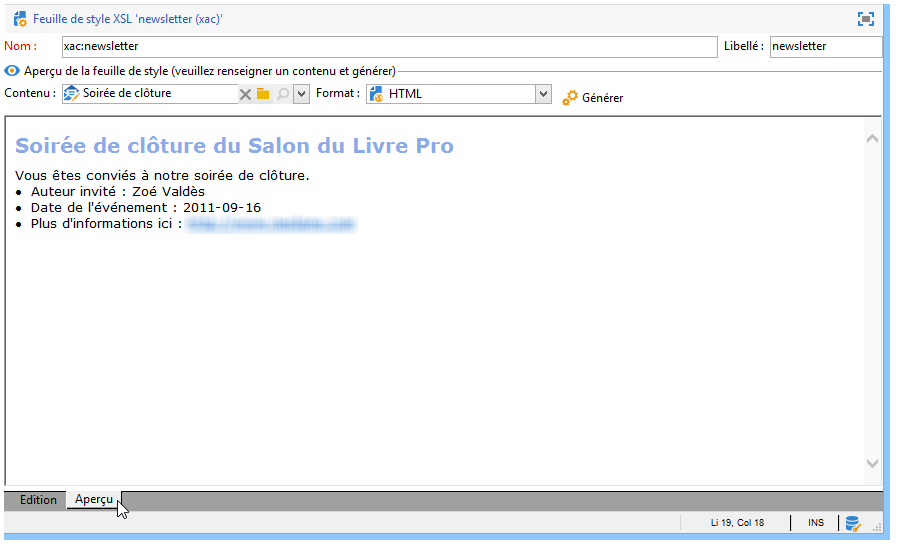 Feuille de style XSL 'newsletter (xac)'
Nom : xac:newsletter Libellé : newsletter
Aperçu de la feuille de style (veuillez renseigner un contenu et générer)
Contenu : Soirée de clôture Format : HTML Générer
Soirée de clôture du Salon du Livre Pro
Vous êtes conviés à notre soirée de clôture.
• Auteur invité : Zoé Valdès
• Date de l'événement : 2011-09-16
• Plus d'informations ici :
Edition Aperçu
Li 19, Col 18 INS